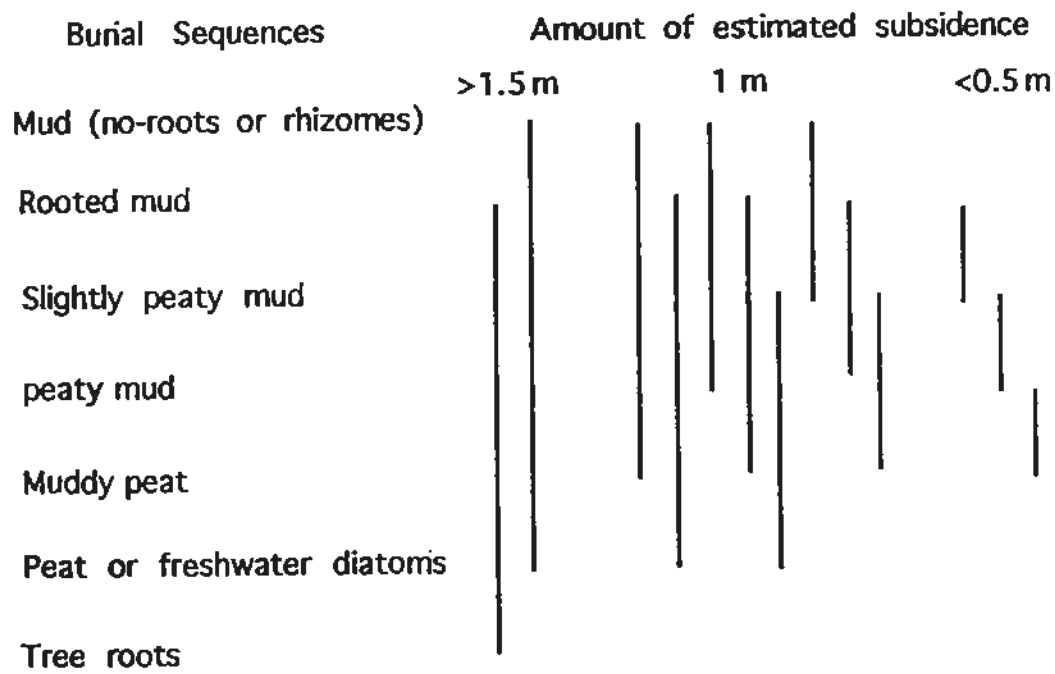 Burial Sequences
Amount of estimated subsidence
>1.5 m
1 m
<0.5 m
Mud (no-roots or rhizomes)
Rooted mud
Slightly peaty mud
peaty mud
Muddy peat
Peat or freshwater diatoms
Tree roots